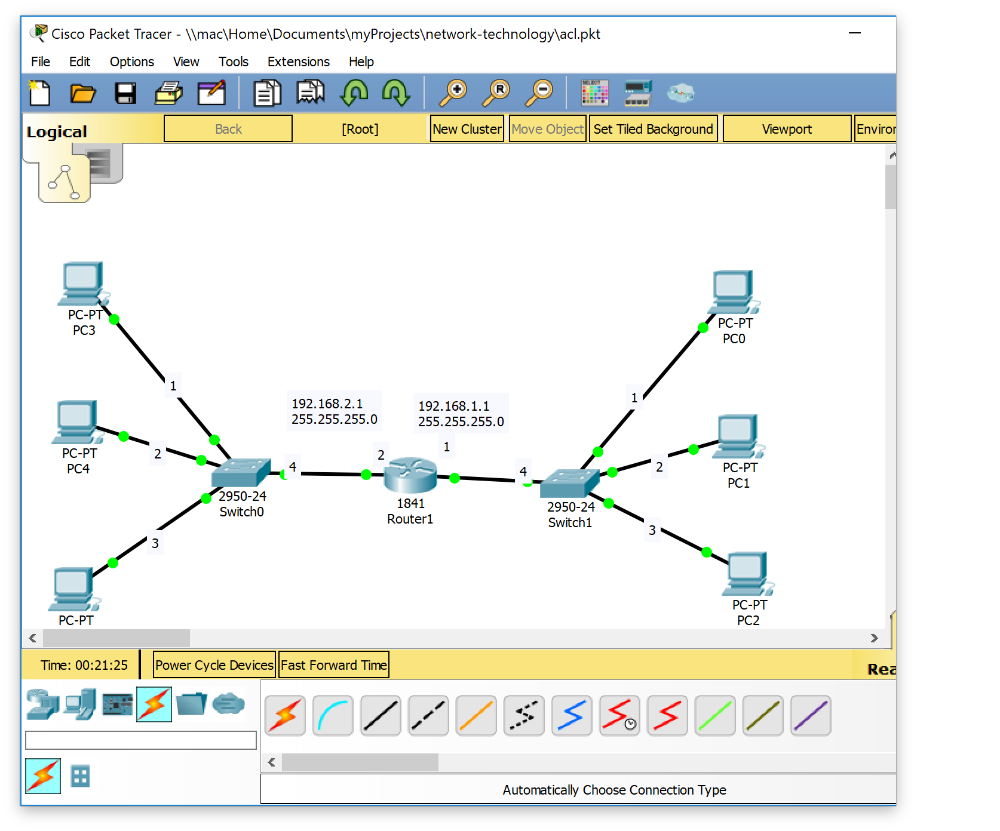 Cisco Packet Tracer - \\mac\Home\Documents\myProjects\network-technology\acl.pkt
File Edit Options View Tools Extensions Help
SELECT
R
Logical Back [Root] New Cluster Move Object Set Tiled Background Viewport Enviror
PC-PT
PC3
PC-PT
PC0
1
1
192.168.2.1
255.255.255.0
192.168.1.1
255.255.255.0
PC-PT
PC4
2
4
2
1
4
2
PC-PT
PC1
2950-24
Switch0
1841
Router1
2950-24
Switch1
3
3
PC-PT
PC-PT
PC2
Time: 00:21:25 Power Cycle Devices Fast Forward Time Rea
Automatically Choose Connection Type